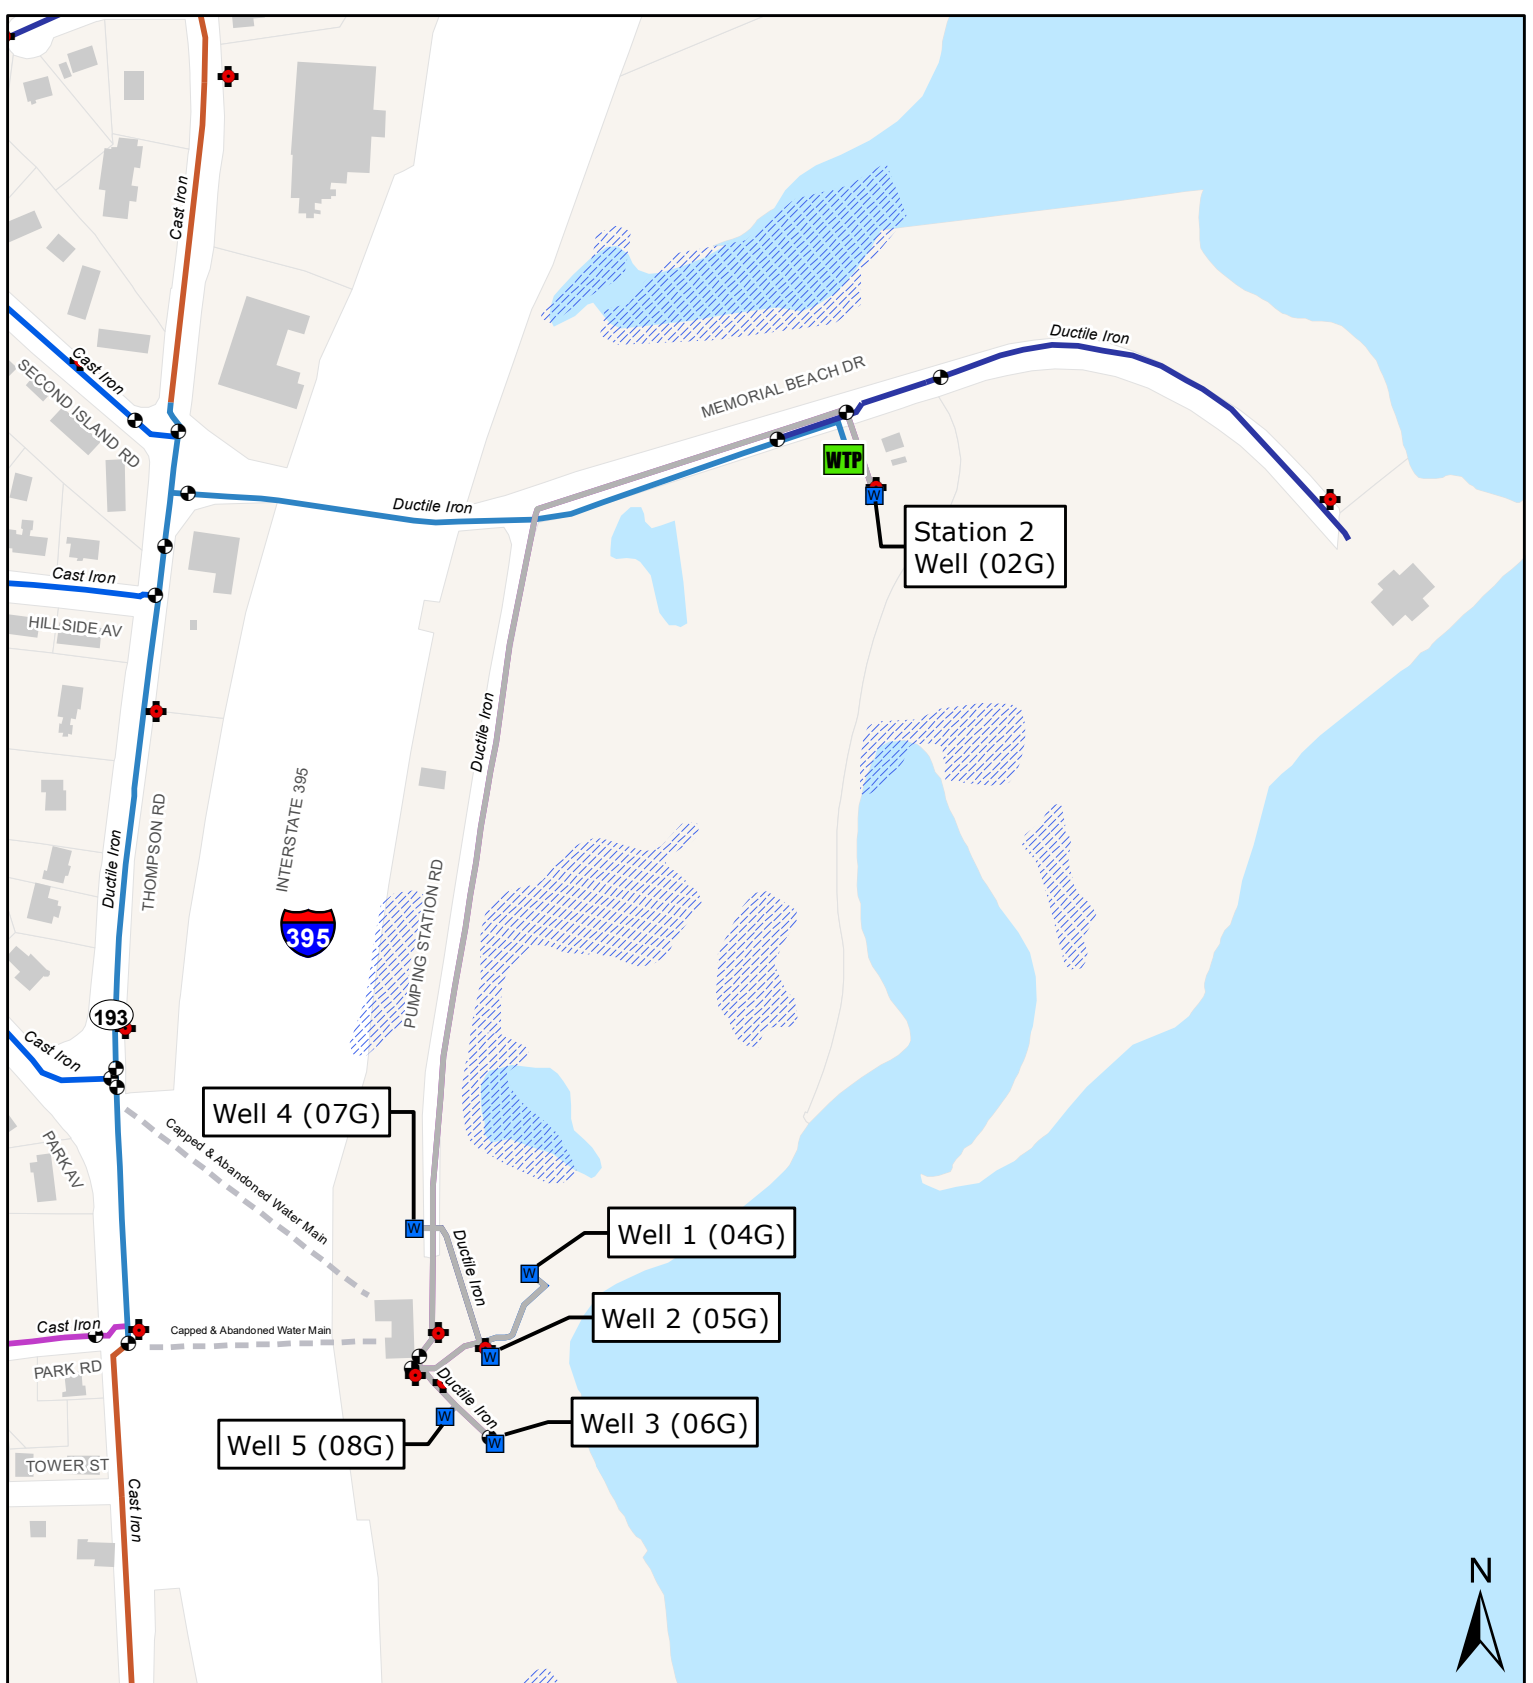 Cast Iron
Ductile Iron
MEMORIAL BEACH DR
Cast Iron
SECOND ISLAND RD
WTP
W
Ductile Iron
Station 2
Well (02G)
Cast Iron
HILLSIDE AV
Ductile Iron
INTERSTATE 395
THOMPSON RD
Ductile Iron
395
PUMPING STATION RD
193
Cast Iron
Well 4 (07G)
Capped & Abandoned Water Main
PARK AV
W
Well 1 (04G)
Ductile Iron
W
Well 2 (05G)
Cast Iron
Capped & Abandoned Water Main
W
PARK RD
Ductile Iron
Well 3 (06G)
W
Well 5 (08G)
W
TOWER ST
Cast Iron
N